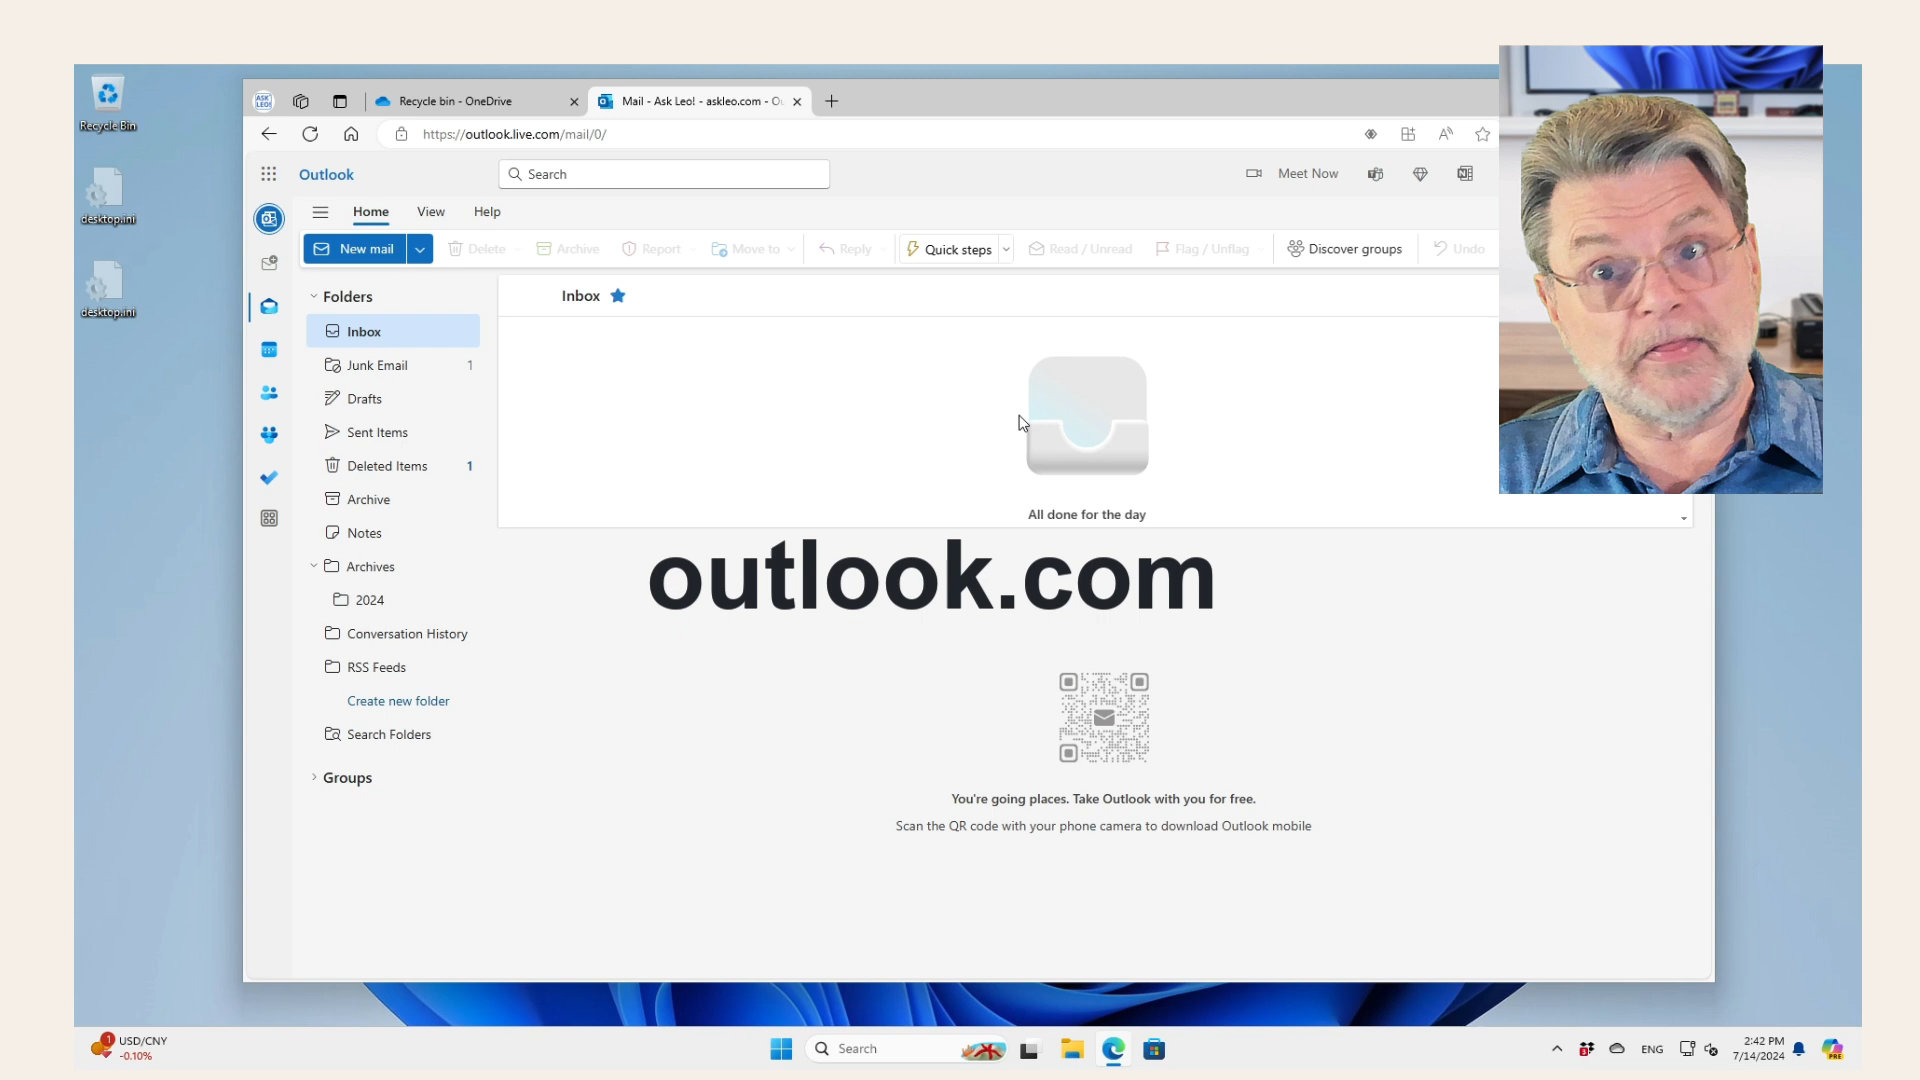 Recycle Bin
desktop.ini
desktop.ini
ASK LEO!
Recycle bin - OneDrive
Mail - Ask Leo! - askleo.com - Ou
https://outlook.live.com/mail/0/
Outlook
Search
Meet Now
Home View Help
New mail Delete Archive Report Move to Reply Quick steps Read / Unread Flag / Unflag Discover groups Undo
Folders
Inbox
Junk Email 1
Drafts
Sent Items
Deleted Items 1
Archive
Notes
Archives
2024
Conversation History
RSS Feeds
Create new folder
Search Folders
Groups
Inbox
All done for the day
outlook.com
You're going places. Take Outlook with you for free.
Scan the QR code with your phone camera to download Outlook mobile
1
USD/CNY
-0.10%
Search
ENG
2:42 PM
7/14/2024
PRE